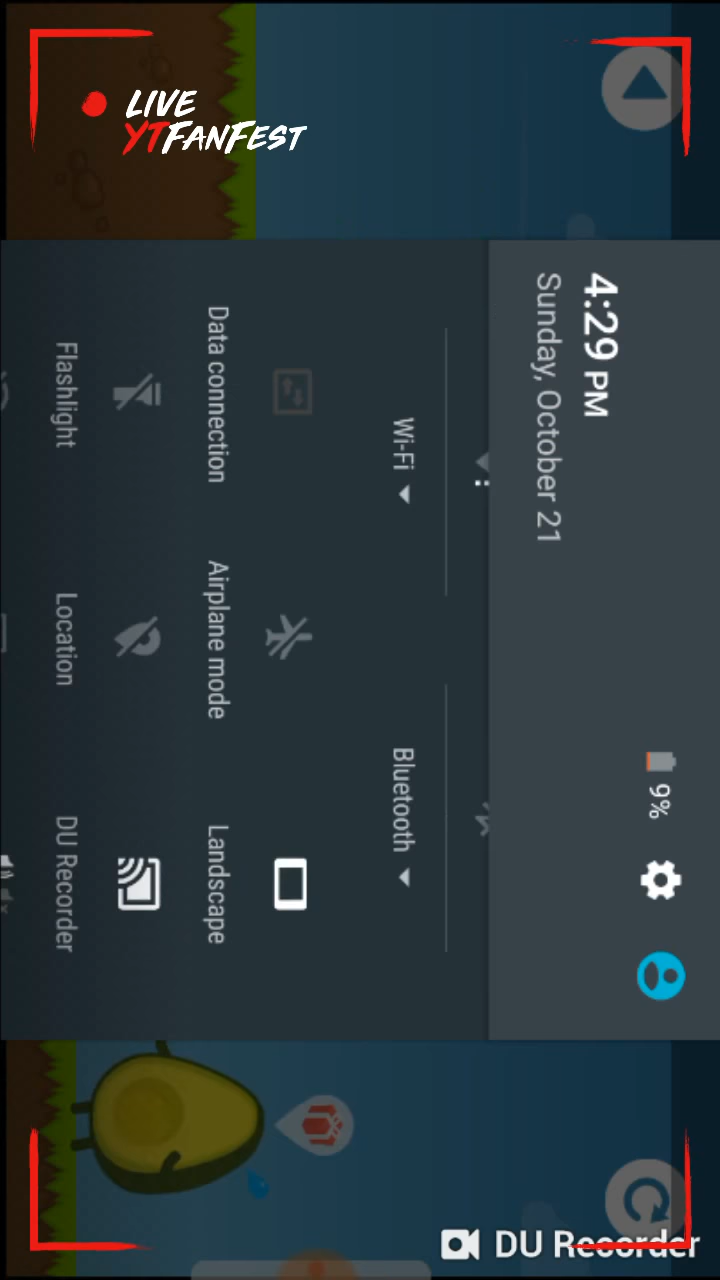 LIVE
YTFANFEST
4:29 PM
Sunday, October 21
9%
Wi-Fi
Bluetooth
Data connection
Airplane mode
Landscape
Flashlight
Location
DU Recorder
DU Recorder